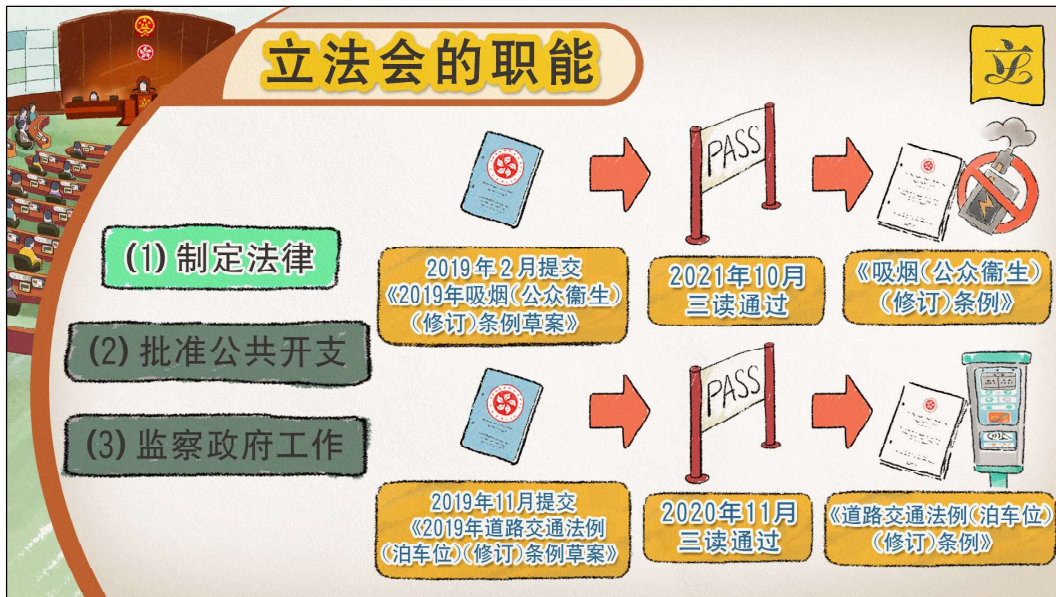 立法会的职能
立
PASS
(1) 制定法律
2019年2月提交
《2019年吸烟(公众衞生)
(修订)条例草案》
2021年10月
三读通过
《吸烟(公众衞生)
(修订)条例》
(2) 批准公共开支
(3) 监察政府工作
PASS
2019年11月提交
《2019年道路交通法例
(泊车位)(修订)条例草案》
2020年11月
三读通过
《道路交通法例(泊车位)
(修订)条例》